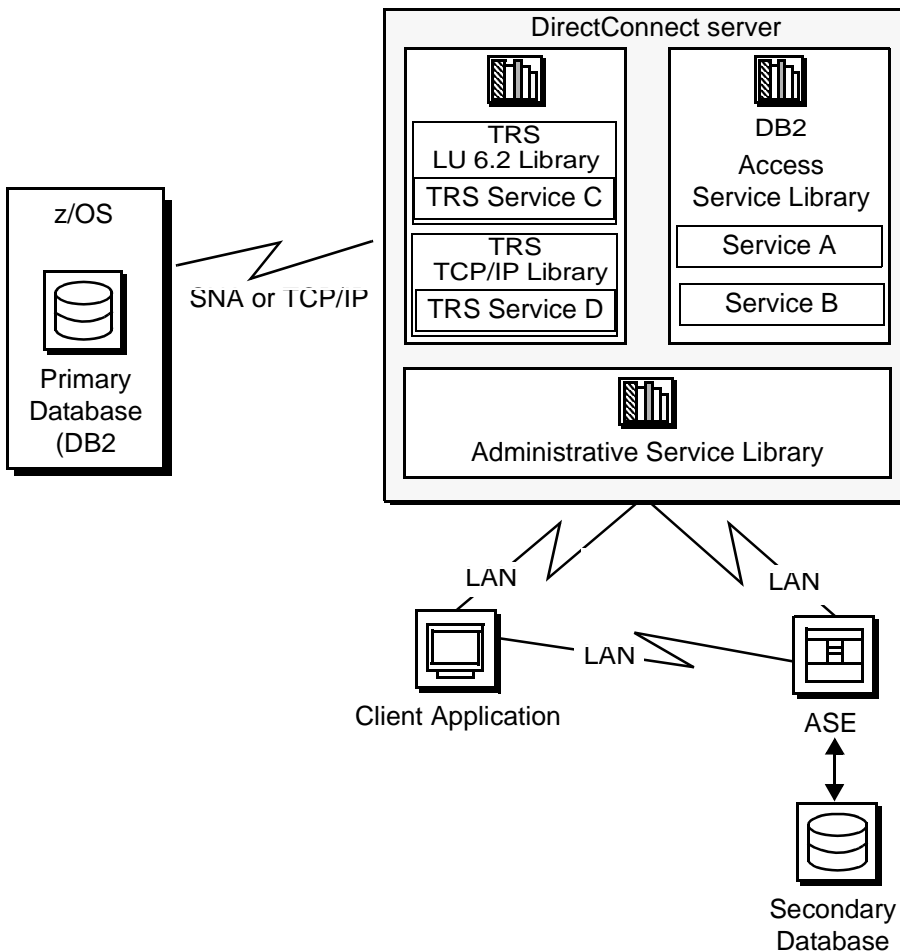 DirectConnect server
TRS
LU 6.2 Library
TRS Service C
TRS
TCP/IP Library
TRS Service D
DB2
Access
Service Library
Service A
Service B
z/OS
Primary
Database
(DB2
SNA or TCP/IP
Administrative Service Library
LAN
LAN
LAN
Client Application
ASE
Secondary
Database